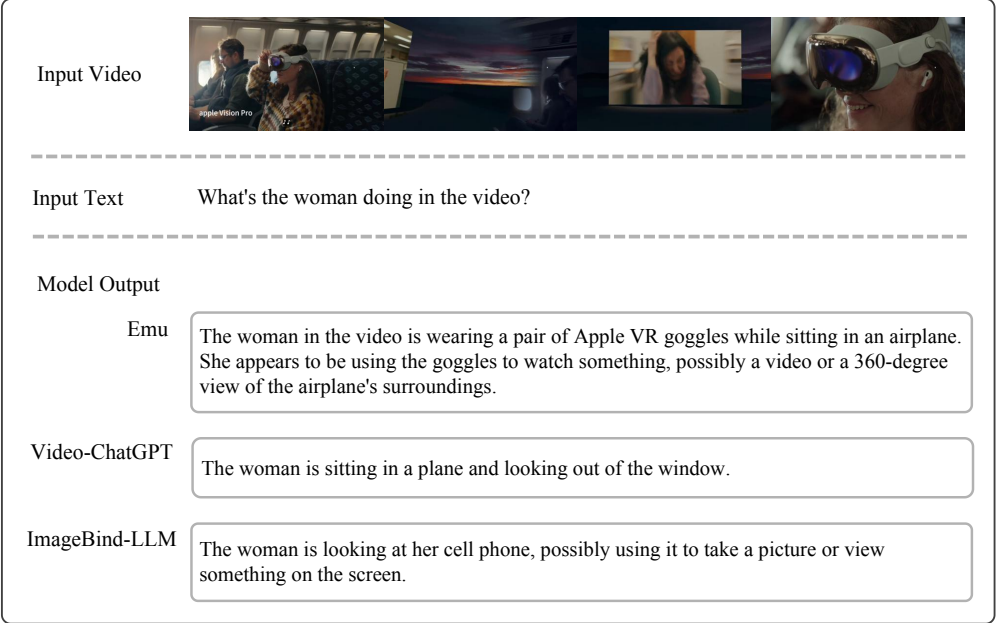 Input Video
apple Vision Pro
Input Text
What's the woman doing in the video?
Model Output
Emu
The woman in the video is wearing a pair of Apple VR goggles while sitting in an airplane.
She appears to be using the goggles to watch something, possibly a video or a 360-degree
view of the airplane's surroundings.
Video-ChatGPT
The woman is sitting in a plane and looking out of the window.
ImageBind-LLM
The woman is looking at her cell phone, possibly using it to take a picture or view
something on the screen.